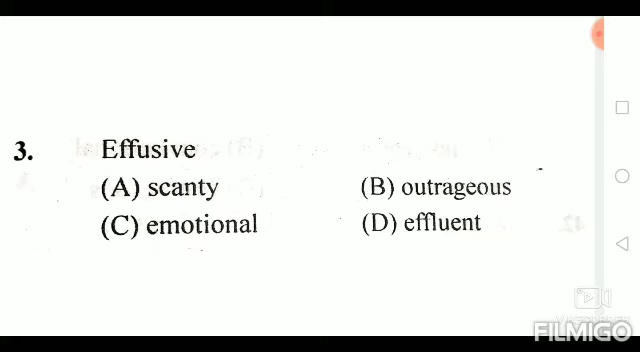 3. Effusive
(A) scanty (B) outrageous
(C) emotional (D) effluent
FILMIGO